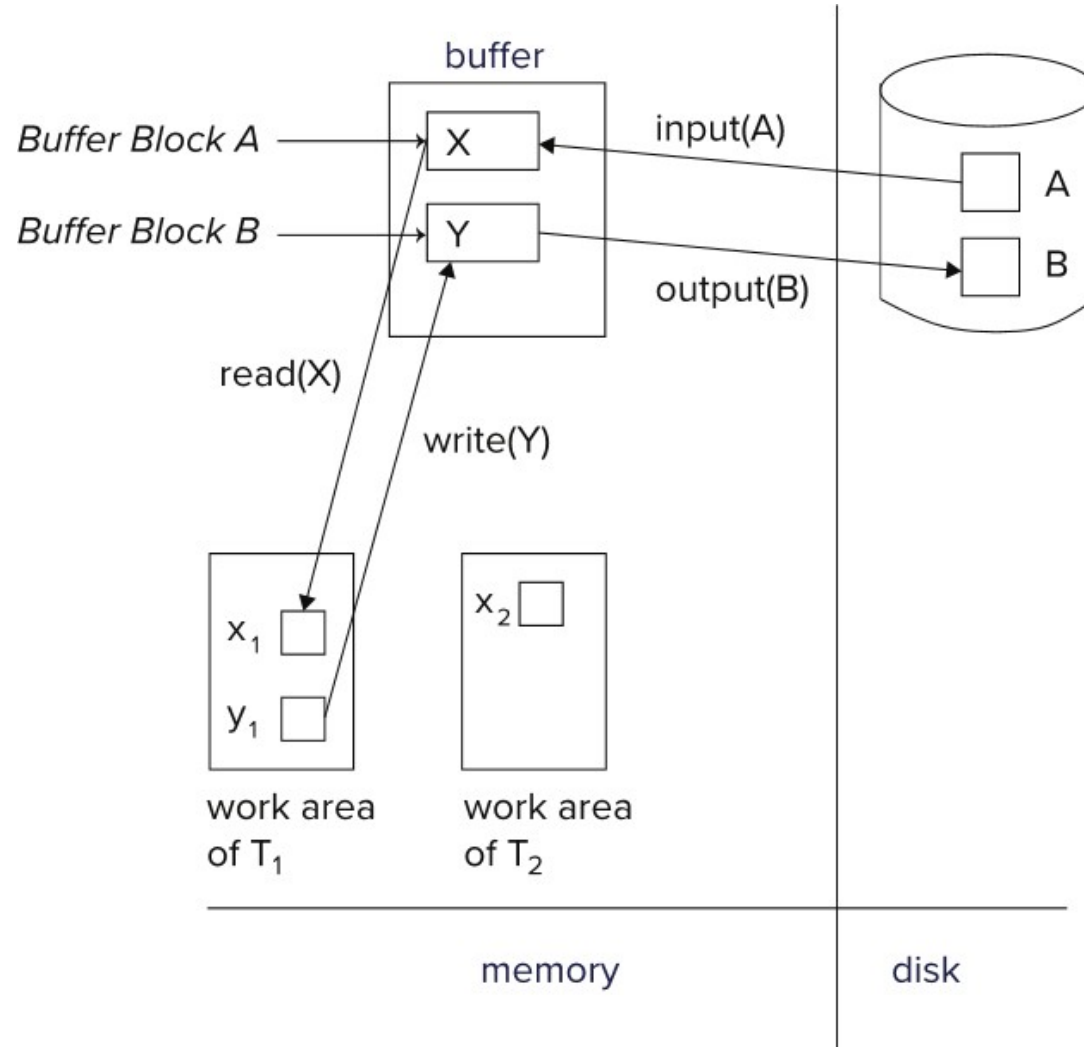 buffer
Buffer Block A
X
input(A)
A
Buffer Block B
Y
B
output(B)
read(X)
write(Y)
x₁
x₂
y₁
work area
of T₁
work area
of T₂
memory
disk